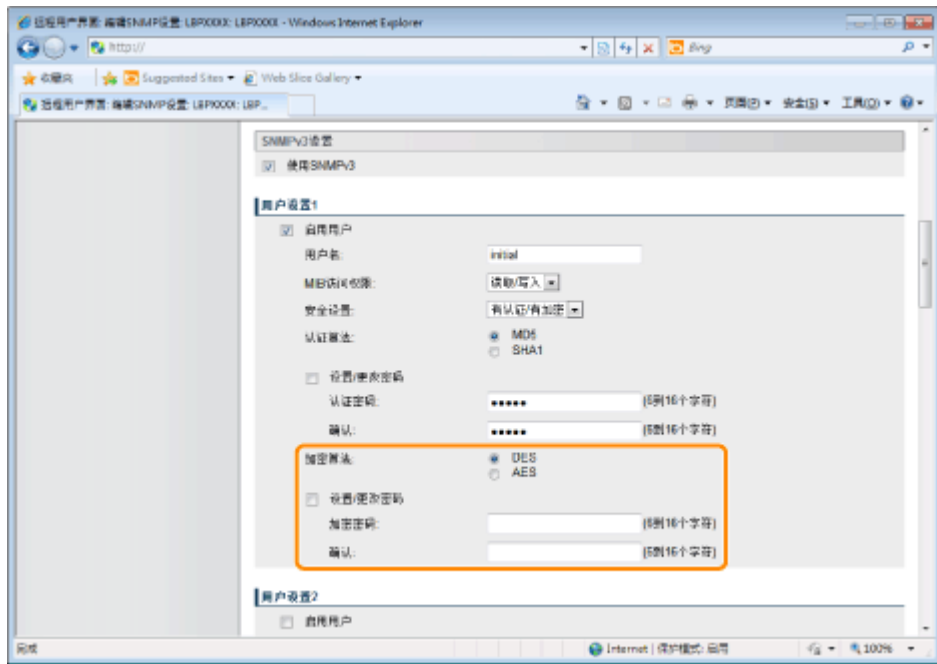 远程用户界面: 编辑SNMP设置: LBPXXXX: LBPXXXX - Windows Internet Explorer
http://
Bing
收藏夹 Suggested Sites Web Slice Gallery
远程用户界面: 编辑SNMP设置: LBPXXXX: LBP... 页面(P) 安全(S) 工具(O)
SNMPv3设置
使用SNMPv3
用户设置1
启用用户
用户名: initial
MIB访问权限: 读取/写入
安全设置: 有认证/有加密
认证算法: MD5
SHA1
设置/更改密码
认证密码: ••••• (6到16个字符)
确认: ••••• (6到16个字符)
加密算法: DES
AES
设置/更改密码
加密密码: (6到16个字符)
确认: (6到16个字符)
用户设置2
启用用户
完成 Internet | 保护模式: 启用 100%